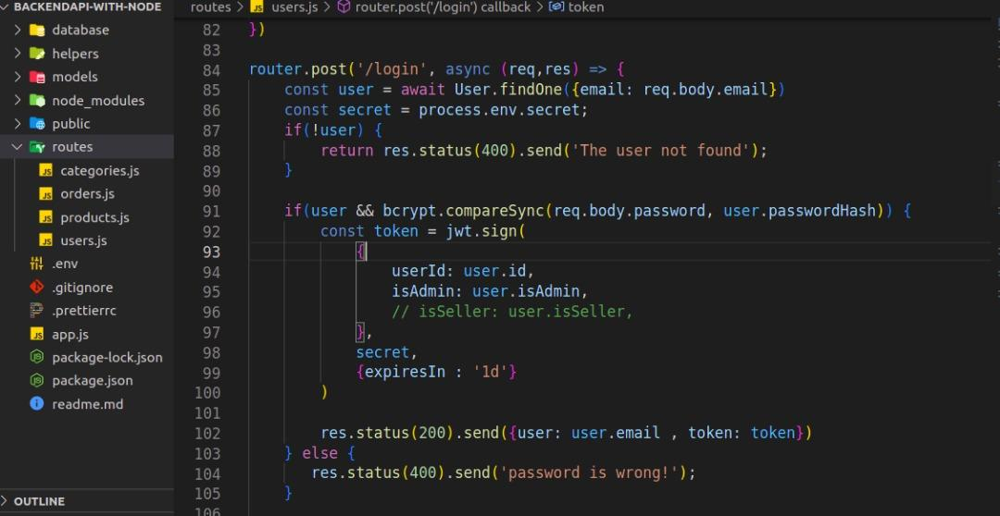 BACKENDAPI-WITH-NODE
database
helpers
models
node_modules
public
routes
categories.js
orders.js
products.js
users.js
.env
.gitignore
.prettierrc
app.js
package-lock.json
package.json
readme.md
OUTLINE
routes > JS users.js > router.post('/login') callback > token
82 })
83
84 router.post('/login', async (req,res) => {
85 const user = await User.findOne({email: req.body.email})
86 const secret = process.env.secret;
87 if(!user) {
88 return res.status(400).send('The user not found');
89 }
90
91 if(user && bcrypt.compareSync(req.body.password, user.passwordHash)) {
92 const token = jwt.sign(
93 {
94 userId: user.id,
95 isAdmin: user.isAdmin,
96 // isSeller: user.isSeller,
97 },
98 secret,
99 {expiresIn : '1d'}
100 )
101
102 res.status(200).send({user: user.email , token: token})
103 } else {
104 res.status(400).send('password is wrong!');
105 }
106